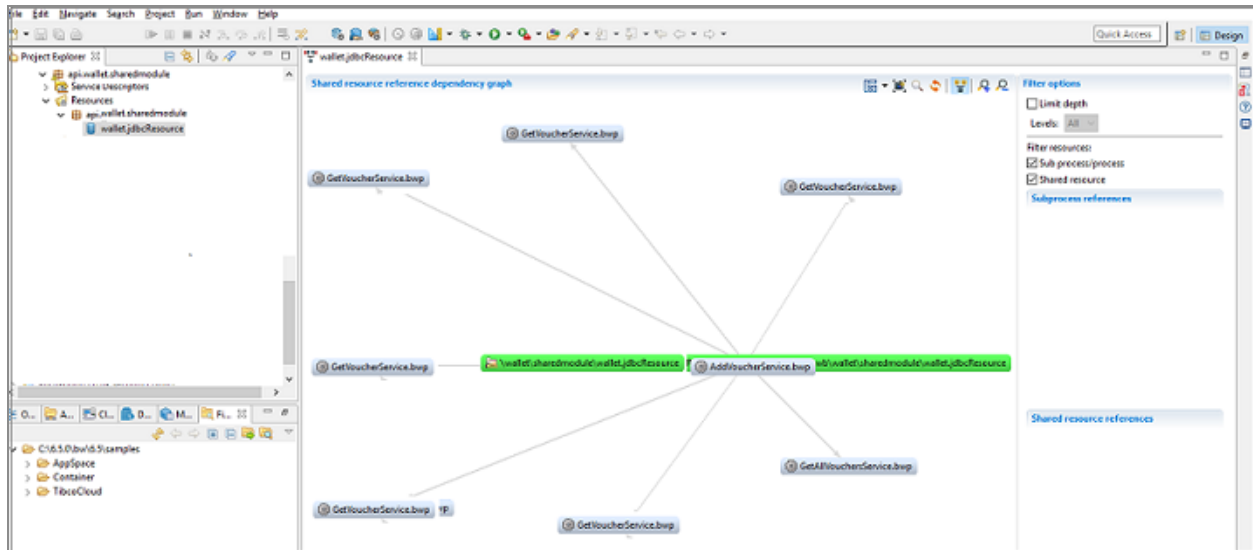 File Edit Navigate Search Project Run Window Help
Quick Access
Design
Project Explorer
wallet.jdbcResource
api.wallet.sharedmodule
Service Descriptors
Resources
api.wallet.sharedmodule
wallet.jdbcResource
Shared resource reference dependency graph
Filter options
Limit depth
Levels: All
Filter resources:
Sub process/process
Shared resource
Subprocess references
Shared resource references
GetVoucherService.bwp
GetVoucherService.bwp
GetVoucherService.bwp
GetVoucherService.bwp
\wallet\sharedmodule\wallet.jdbcResource
AddVoucherService.bwp
\wallet\sharedmodule\wallet.jdbcResource
GetAllVoucherService.bwp
GetVoucherService.bwp
GetVoucherService.bwp
O... A... Cl... D... M... Fi...
C:\6.5.0\bw\6.5\samples
AppSpace
Container
TibcoCloud